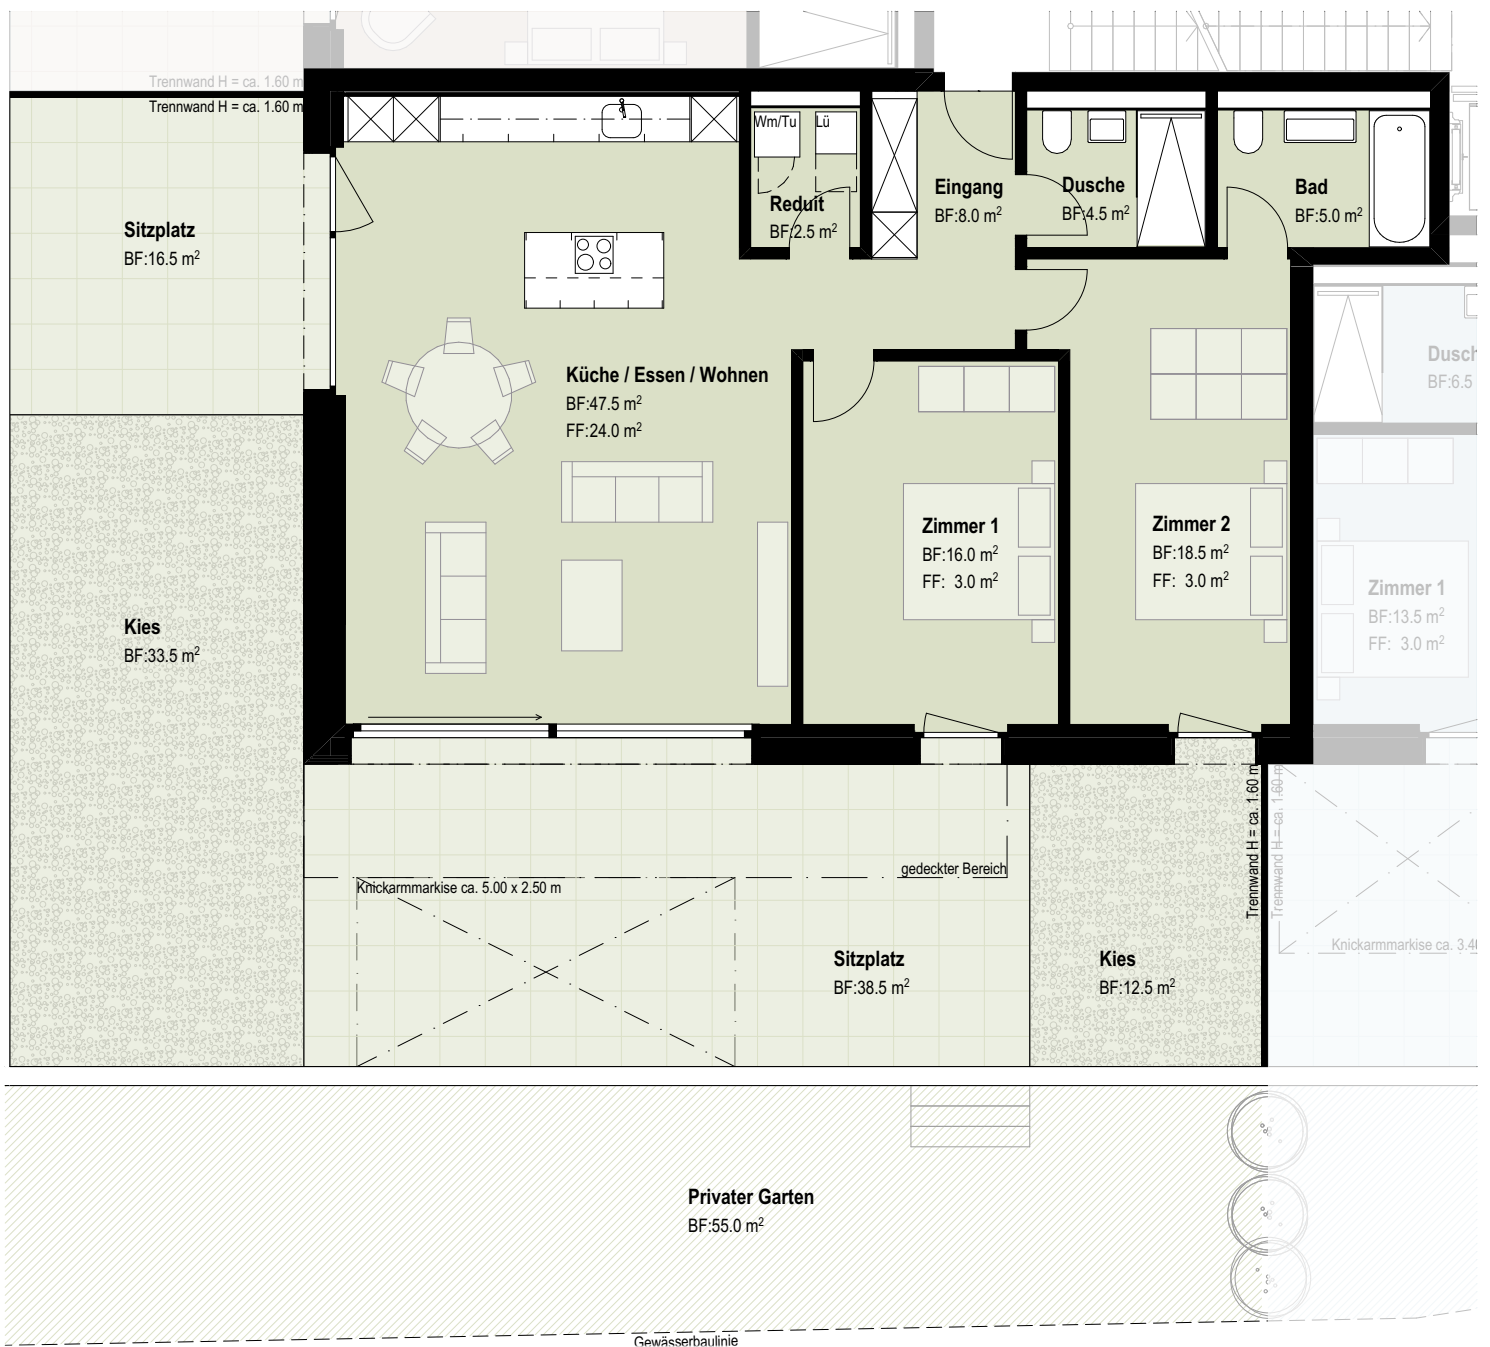 Trennwand H = ca. 1.60 m
Trennwand H = ca. 1.60 m
Wm/Tu
Lü
Reduit
BF:2.5 m²
Eingang
BF:8.0 m²
Dusche
BF:4.5 m²
Bad
BF:5.0 m²
Sitzplatz
BF:16.5 m²
Küche / Essen / Wohnen
BF:47.5 m²
FF:24.0 m²
Dusch
BF:6.5
Zimmer 1
BF:16.0 m²
FF: 3.0 m²
Zimmer 2
BF:18.5 m²
FF: 3.0 m²
Zimmer 1
BF:13.5 m²
FF: 3.0 m²
Kies
BF:33.5 m²
Trennwand H = ca. 1.60 m
Trennwand H = ca. 1.60 m
gedeckter Bereich
Knickarmmarkise ca. 5.00 x 2.50 m
Knickarmmarkise ca. 3.40
Sitzplatz
BF:38.5 m²
Kies
BF:12.5 m²
Privater Garten
BF:55.0 m²
Gewässerbaulinie